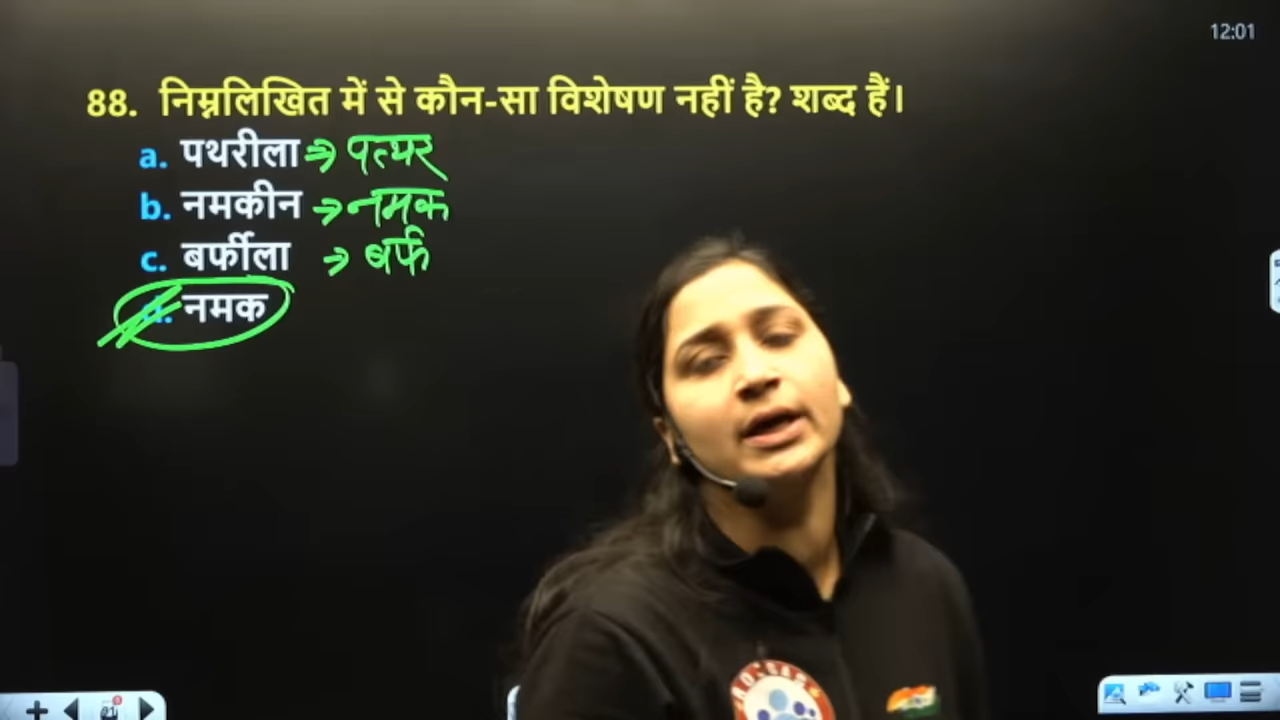 12:01
88. निम्नलिखित में से कौन-सा विशेषण नहीं है? शब्द हैं।
a. पथरीला ⇒ पत्थर
b. नमकीन → नमक
c. बर्फीला → बर्फ
d. नमक